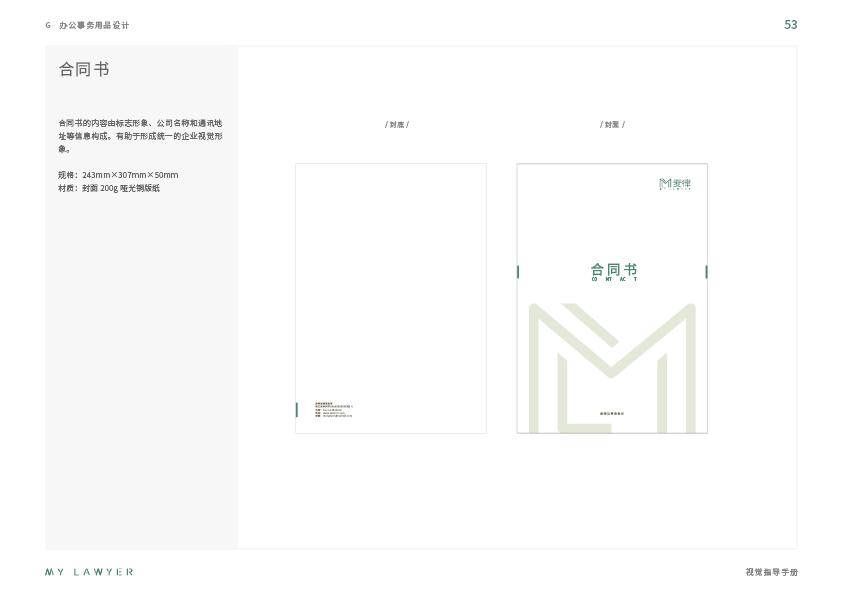 G 办公事务用品设计
53
合同书
合同书的内容由标志形象、公司名称和通讯地
址等信息构成。有助于形成统一的企业视觉形
象。
规格：243mm×307mm×50mm
材质：封面 200g 哑光铜版纸
/ 封底 /
/ 封面 /
麦律
合同书
CO NT AC T
MY LAWYER
视觉指导手册